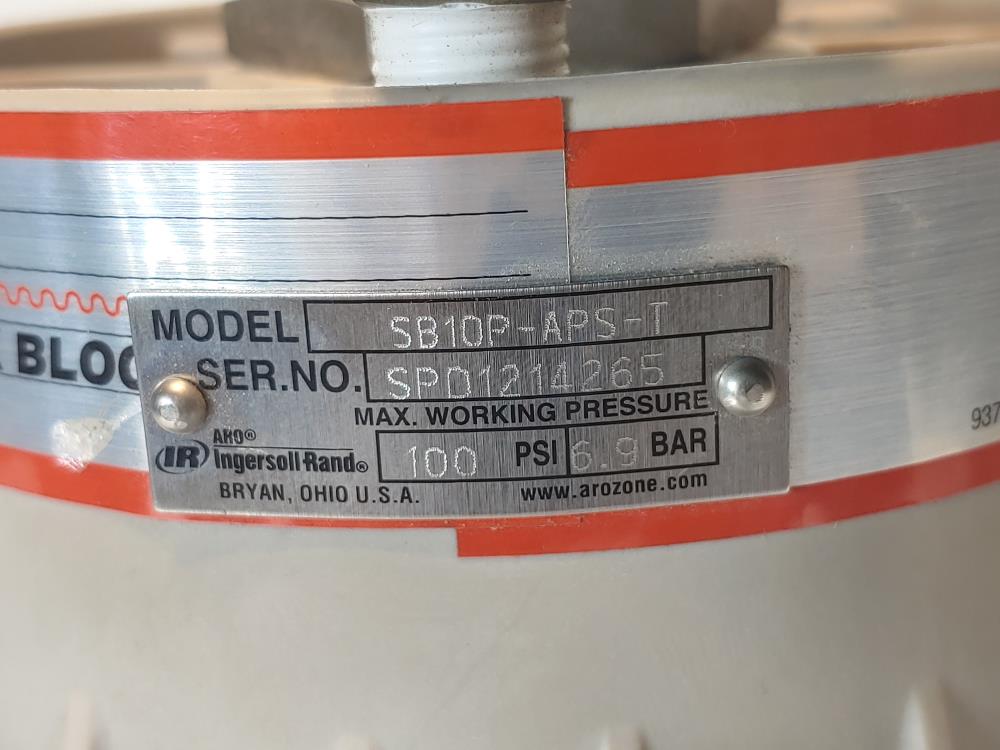 MODEL SB10P-APS-T
SER.NO. SPD1214265
MAX. WORKING PRESSURE
100 PSI 6.9 BAR
ARO®
IR Ingersoll-Rand®
BRYAN, OHIO U.S.A. www.arozone.com
BLOC
937